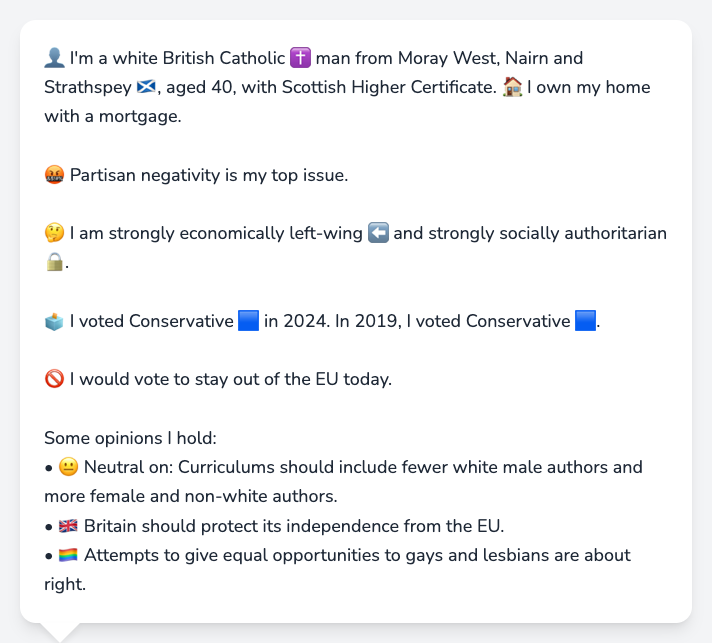 👤 I'm a white British Catholic ✝️ man from Moray West, Nairn and
Strathspey 🏴󠁧󠁢󠁳󠁣󠁴󠁿, aged 40, with Scottish Higher Certificate. 🏠 I own my home
with a mortgage.
🤬 Partisan negativity is my top issue.
🤔 I am strongly economically left-wing ⬅️ and strongly socially authoritarian
🔒.
🗳️ I voted Conservative 🟦 in 2024. In 2019, I voted Conservative 🟦.
🚫 I would vote to stay out of the EU today.
Some opinions I hold:
• 😐 Neutral on: Curriculums should include fewer white male authors and
more female and non-white authors.
• 🇬🇧 Britain should protect its independence from the EU.
• 🏳️‍🌈 Attempts to give equal opportunities to gays and lesbians are about
right.